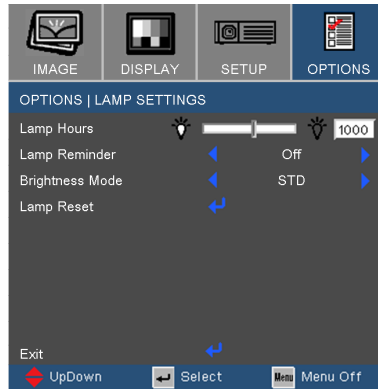 IMAGE DISPLAY SETUP OPTIONS
OPTIONS | LAMP SETTINGS
Lamp Hours 1000
Lamp Reminder Off
Brightness Mode STD
Lamp Reset
Exit
UpDown Select Menu Menu Off